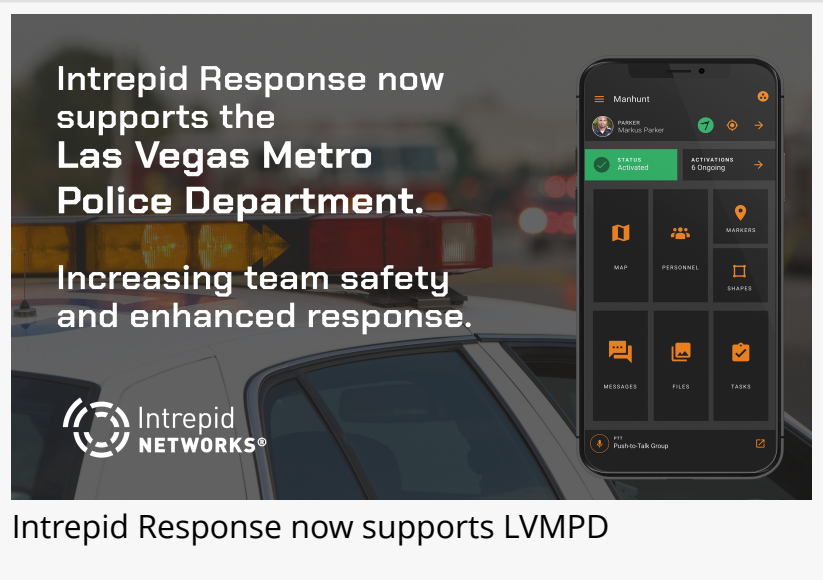 Intrepid Response now
supports the
Las Vegas Metro
Police Department.
Increasing team safety
and enhanced response.
Intrepid
NETWORKS®
Manhunt
PARKER
Markus Parker
STATUS
Activated
ACTIVATIONS
6 Ongoing
MAP
PERSONNEL
MARKERS
SHAPES
MESSAGES
FILES
TASKS
PTT
Push-to-Talk Group
Intrepid Response now supports LVMPD